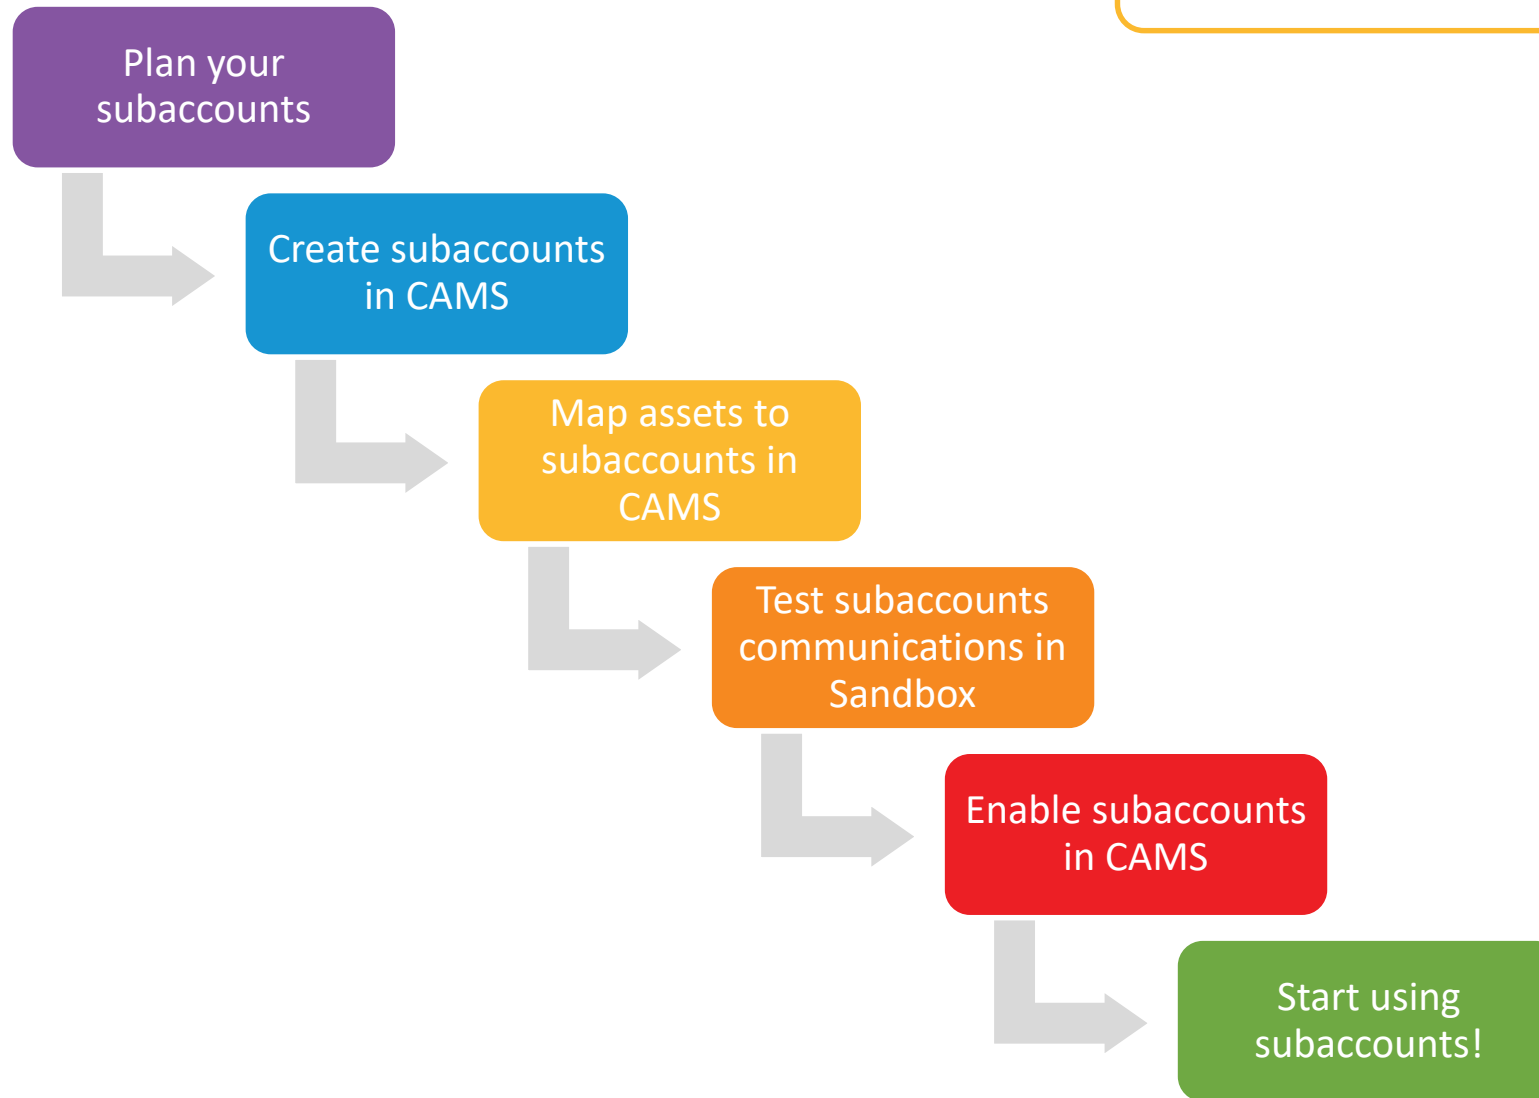 Plan your
subaccounts
Create subaccounts
in CAMS
Map assets to
subaccounts in
CAMS
Test subaccounts
communications in
Sandbox
Enable subaccounts
in CAMS
Start using
subaccounts!